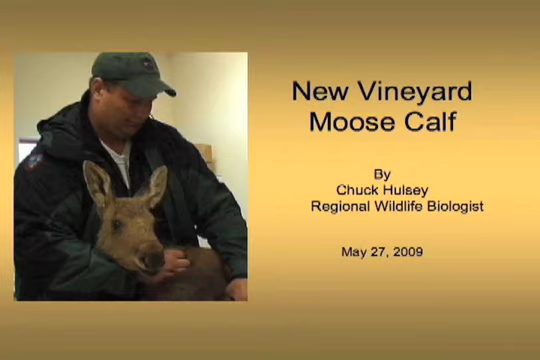 New Vineyard
Moose Calf
By
Chuck Hulsey
Regional Wildlife Biologist
May 27, 2009